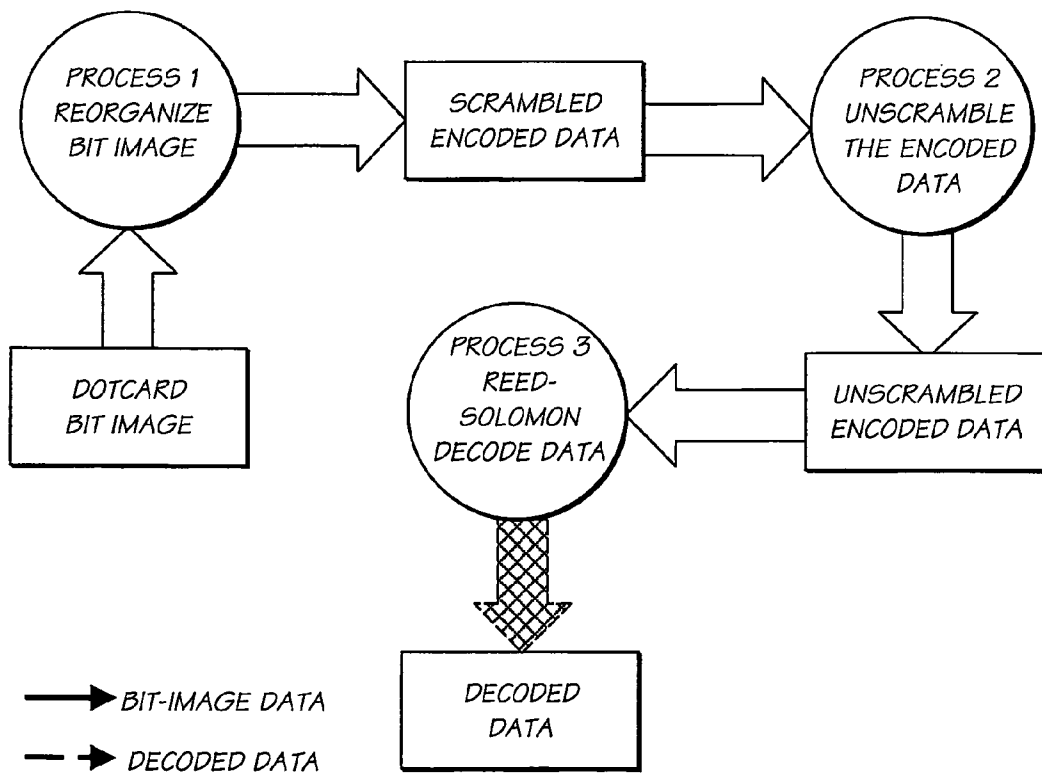 PROCESS 1
REORGANIZE
BIT IMAGE
SCRAMBLED
ENCODED DATA
PROCESS 2
UNSCRAMBLE
THE ENCODED
DATA
DOTCARD
BIT IMAGE
PROCESS 3
REED-
SOLOMON
DECODE DATA
UNSCRAMBLED
ENCODED DATA
DECODED
DATA
BIT-IMAGE DATA
DECODED DATA